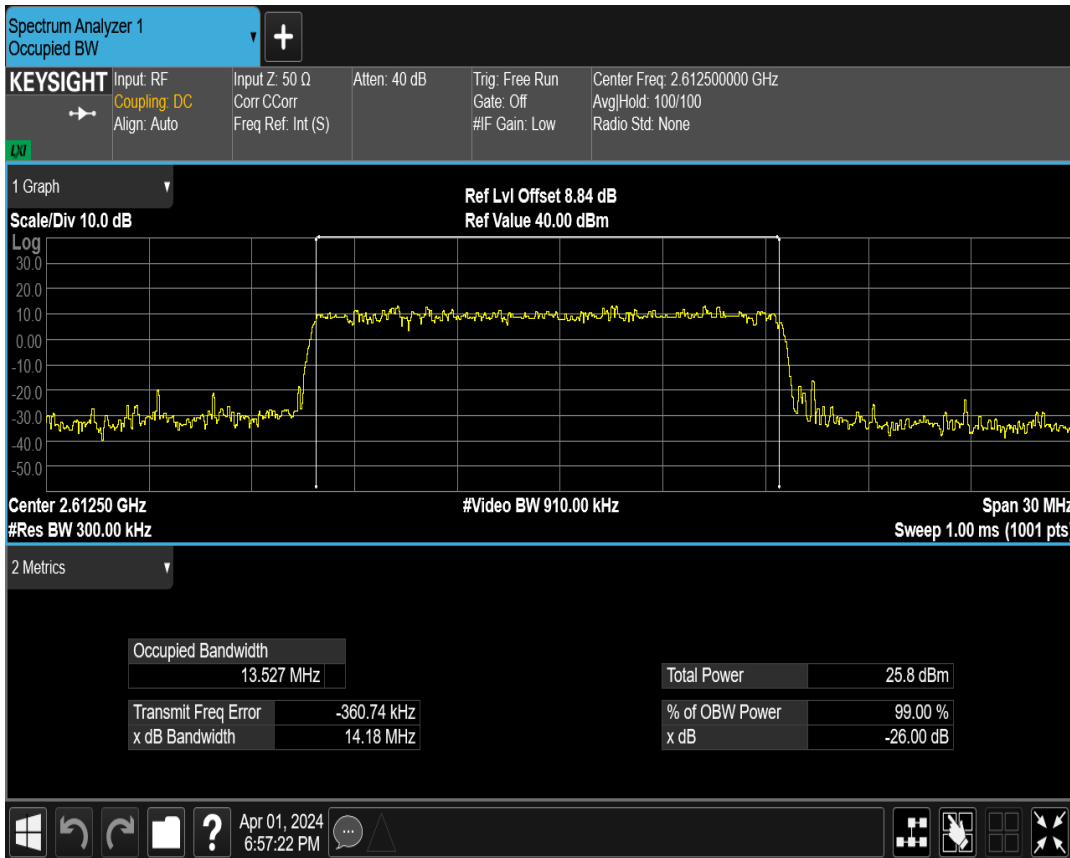 Spectrum Analyzer 1
Occupied BW
+
KEYSIGHT
LXI
Input: RF
Coupling: DC
Align: Auto
Input Z: 50 Ω
Corr CCorr
Freq Ref: Int (S)
Atten: 40 dB
Trig: Free Run
Gate: Off
#IF Gain: Low
Center Freq: 2.612500000 GHz
Avg|Hold: 100/100
Radio Std: None
1 Graph
Scale/Div 10.0 dB
Ref Lvl Offset 8.84 dB
Ref Value 40.00 dBm
Log
30.0
20.0
10.0
0.00
-10.0
-20.0
-30.0
-40.0
-50.0
Center 2.61250 GHz
#Video BW 910.00 kHz
Span 30 MHz
#Res BW 300.00 kHz
Sweep 1.00 ms (1001 pts)
2 Metrics
Occupied Bandwidth
13.527 MHz
Total Power 25.8 dBm
Transmit Freq Error -360.74 kHz
% of OBW Power 99.00 %
x dB Bandwidth 14.18 MHz
x dB -26.00 dB
?
Apr 01, 2024
6:57:22 PM